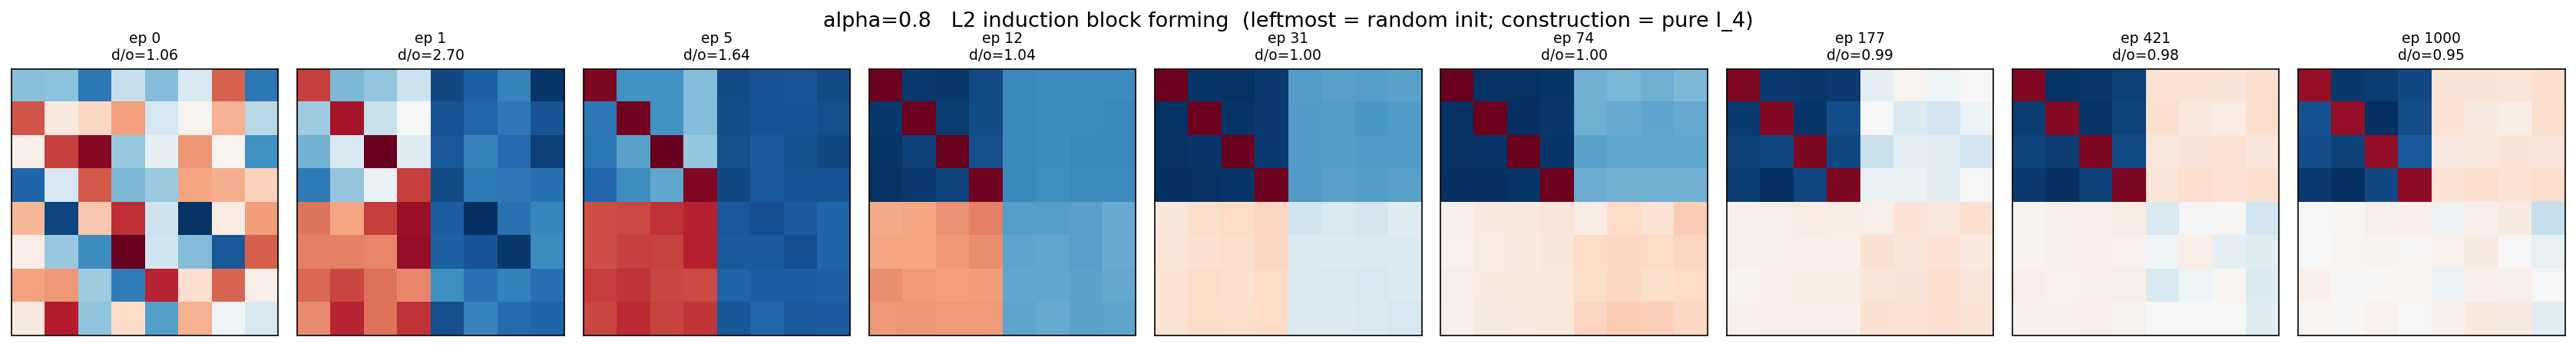 alpha=0.8   L2 induction block forming  (leftmost = random init; construction = pure I_4)
ep 0
d/o=1.06
ep 1
d/o=2.70
ep 5
d/o=1.64
ep 12
d/o=1.04
ep 31
d/o=1.00
ep 74
d/o=1.00
ep 177
d/o=0.99
ep 421
d/o=0.98
ep 1000
d/o=0.95